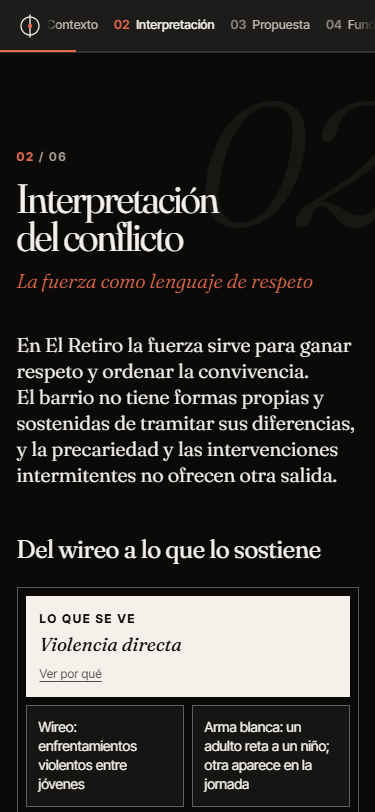 Contexto 02 Interpretación 03 Propuesta 04
02
02 / 06
Interpretación
del conflicto
La fuerza como lenguaje de respeto
En El Retiro la fuerza sirve para ganar
respeto y ordenar la convivencia.
El barrio no tiene formas propias y
sostenidas de tramitar sus diferencias,
y la precariedad y las intervenciones
intermitentes no ofrecen otra salida.
Del wireo a lo que lo sostiene
LO QUE SE VE
Violencia directa
Ver por qué
Wireo:
enfrentamientos
violentos entre
jóvenes
Arma blanca: un
adulto reta a un niño;
otra aparece en la
jornada